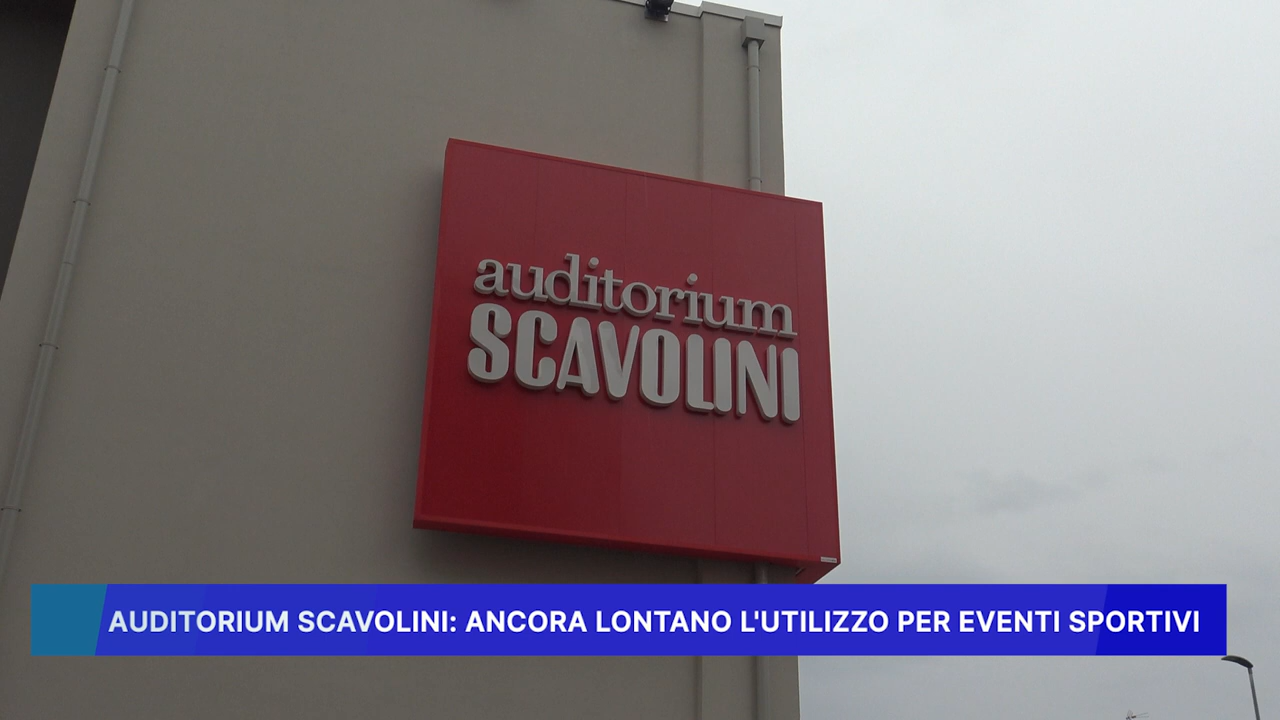 auditorium
SCAVOLINI
AUDITORIUM SCAVOLINI: ANCORA LONTANO L'UTILIZZO PER EVENTI SPORTIVI